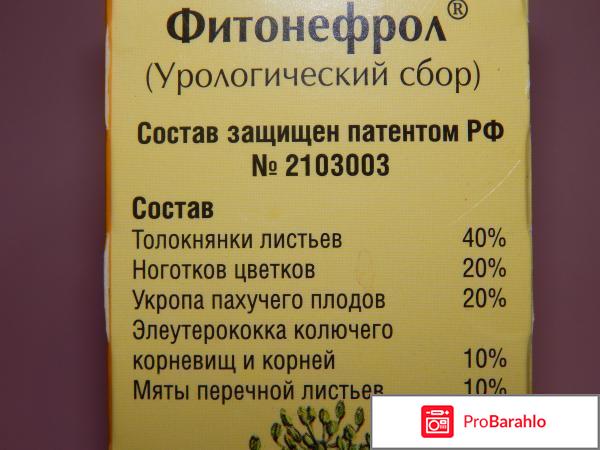 Фитонефрол®
(Урологический сбор)
Состав защищен патентом РФ
№ 2103003
Состав
Толокнянки листьев 40%
Ноготков цветков 20%
Укропа пахучего плодов 20%
Элеутерококка колючего
корневищ и корней 10%
Мяты перечной листьев 10%
ProBarahlo